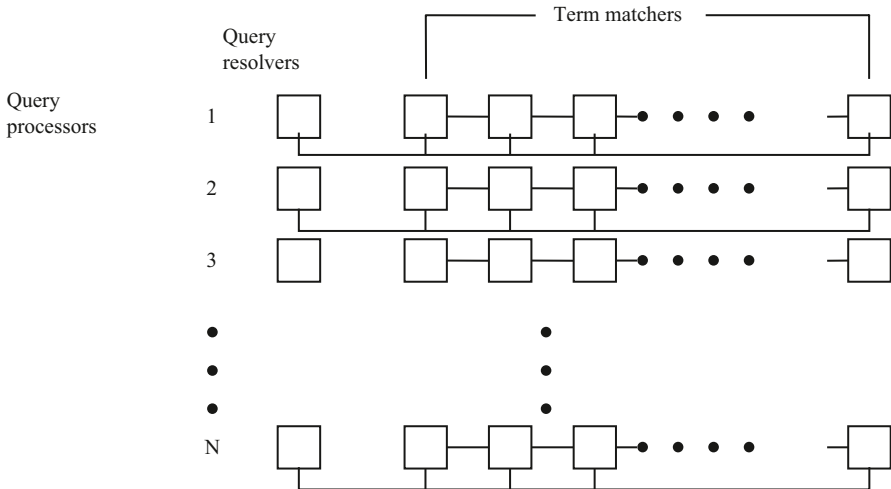 Term matchers
Query
resolvers
Query
processors
1
2
3
N